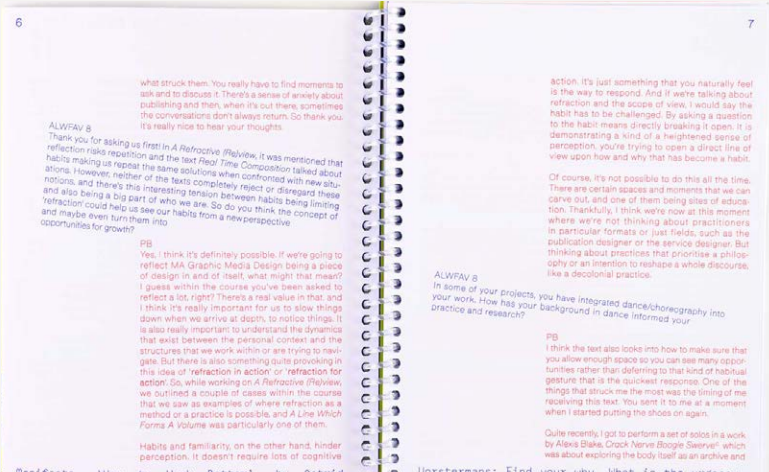 6
what struck them. You really have to find moments to
ask and to discuss it. There's a sense of anxiety about
publishing and then, when it's out there, sometimes
the conversations don't always return. So thank you.
It's really nice to hear your thoughts.
ALWFAV 8
Thank you for asking us first! In A Refractive (Re)view, it was mentioned that
reflection risks repetition and the text Real Time Composition talked about
habits making us repeat the same solutions when confronted with new situ-
ations. However, neither of the texts completely reject or disregard these
notions, and there's this interesting tension between habits being limiting
and also being a big part of who we are. So do you think the concept of
'refraction' could help us see our habits from a new perspective
and maybe even turn them into
opportunities for growth?
PB
Yes, I think it's definitely possible. If we're going to
reflect MA Graphic Media Design being a piece
of design in and of itself, what might that mean?
I guess within the course you've been asked to
reflect a lot, right? There's a real value in that, and
I think it's really important for us to slow things
down when we arrive at depth, to notice things. It
is also really important to understand the dynamics
that exist between the personal context and the
structures that we work within or are trying to navi-
gate. But there is also something quite provoking in
this idea of 'refraction in action' or 'refraction for
action'. So, while working on A Refractive (Re)view,
we outlined a couple of cases within the course
that we saw as examples of where refraction as a
method or a practice is possible, and A Line Which
Forms A Volume was particularly one of them.
Habits and familiarity, on the other hand, hinder
perception. It doesn't require lots of cognitive
7
action. It's just something that you naturally feel
is the way to respond. And if we're talking about
refraction and the scope of view, I would say the
habit has to be challenged. By asking a question
to the habit means directly breaking it open. It is
demonstrating a kind of a heightened sense of
perception, you're trying to open a direct line of
view upon how and why that has become a habit.
Of course, it's not possible to do this all the time.
There are certain spaces and moments that we can
carve out, and one of them being sites of educa-
tion. Thankfully, I think we're now at this moment
where we're not thinking about practitioners
in particular formats or just fields, such as the
publication designer or the service designer. But
thinking about practices that prioritise a philos-
ophy or an intention to reshape a whole discourse,
like a decolonial practice.
ALWFAV 8
In some of your projects, you have integrated dance/choreography into
your work. How has your background in dance informed your
practice and research?
PB
I think the text also looks into how to make sure that
you allow enough space so you can see many oppor-
tunities rather than deferring to that kind of habitual
gesture that is the quickest response. One of the
things that struck me the most was the timing of me
receiving this text. You sent it to me at a moment
when I started putting the shoes on again.
Quite recently, I got to perform a set of solos in a work
by Alexis Blake, Crack Nerve Boogie Swerve, which
was about exploring the body itself as an archive and